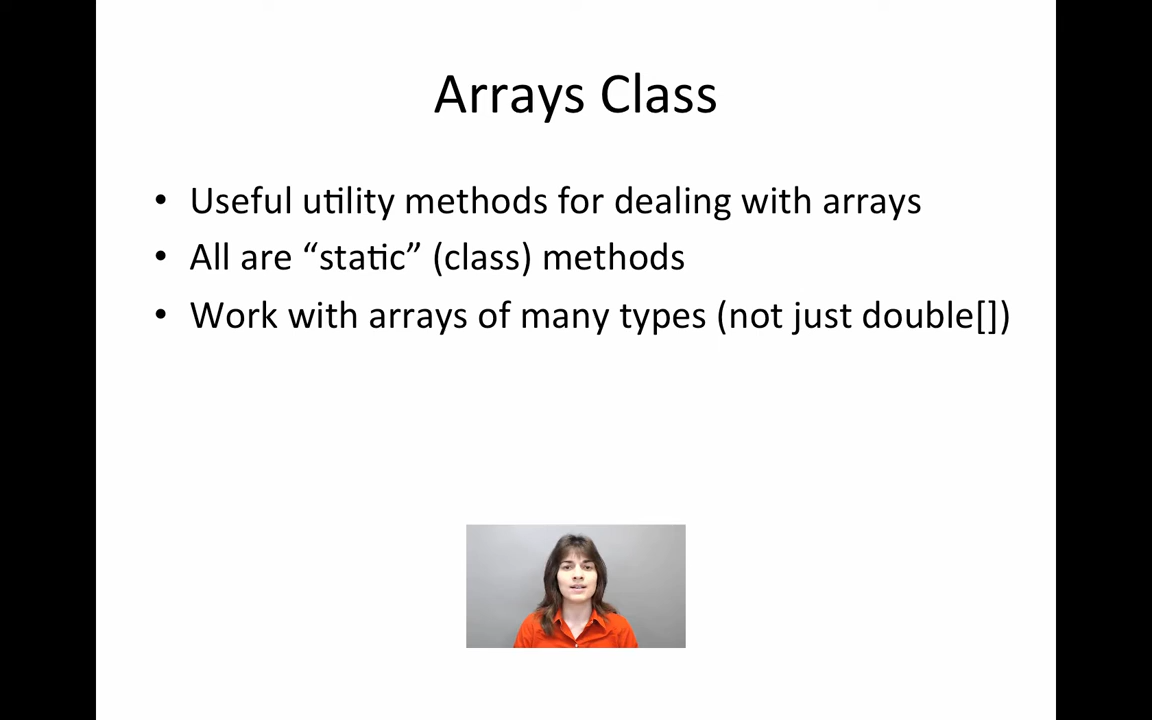 Arrays Class
• Useful utility methods for dealing with arrays
• All are “static” (class) methods
• Work with arrays of many types (not just double[])